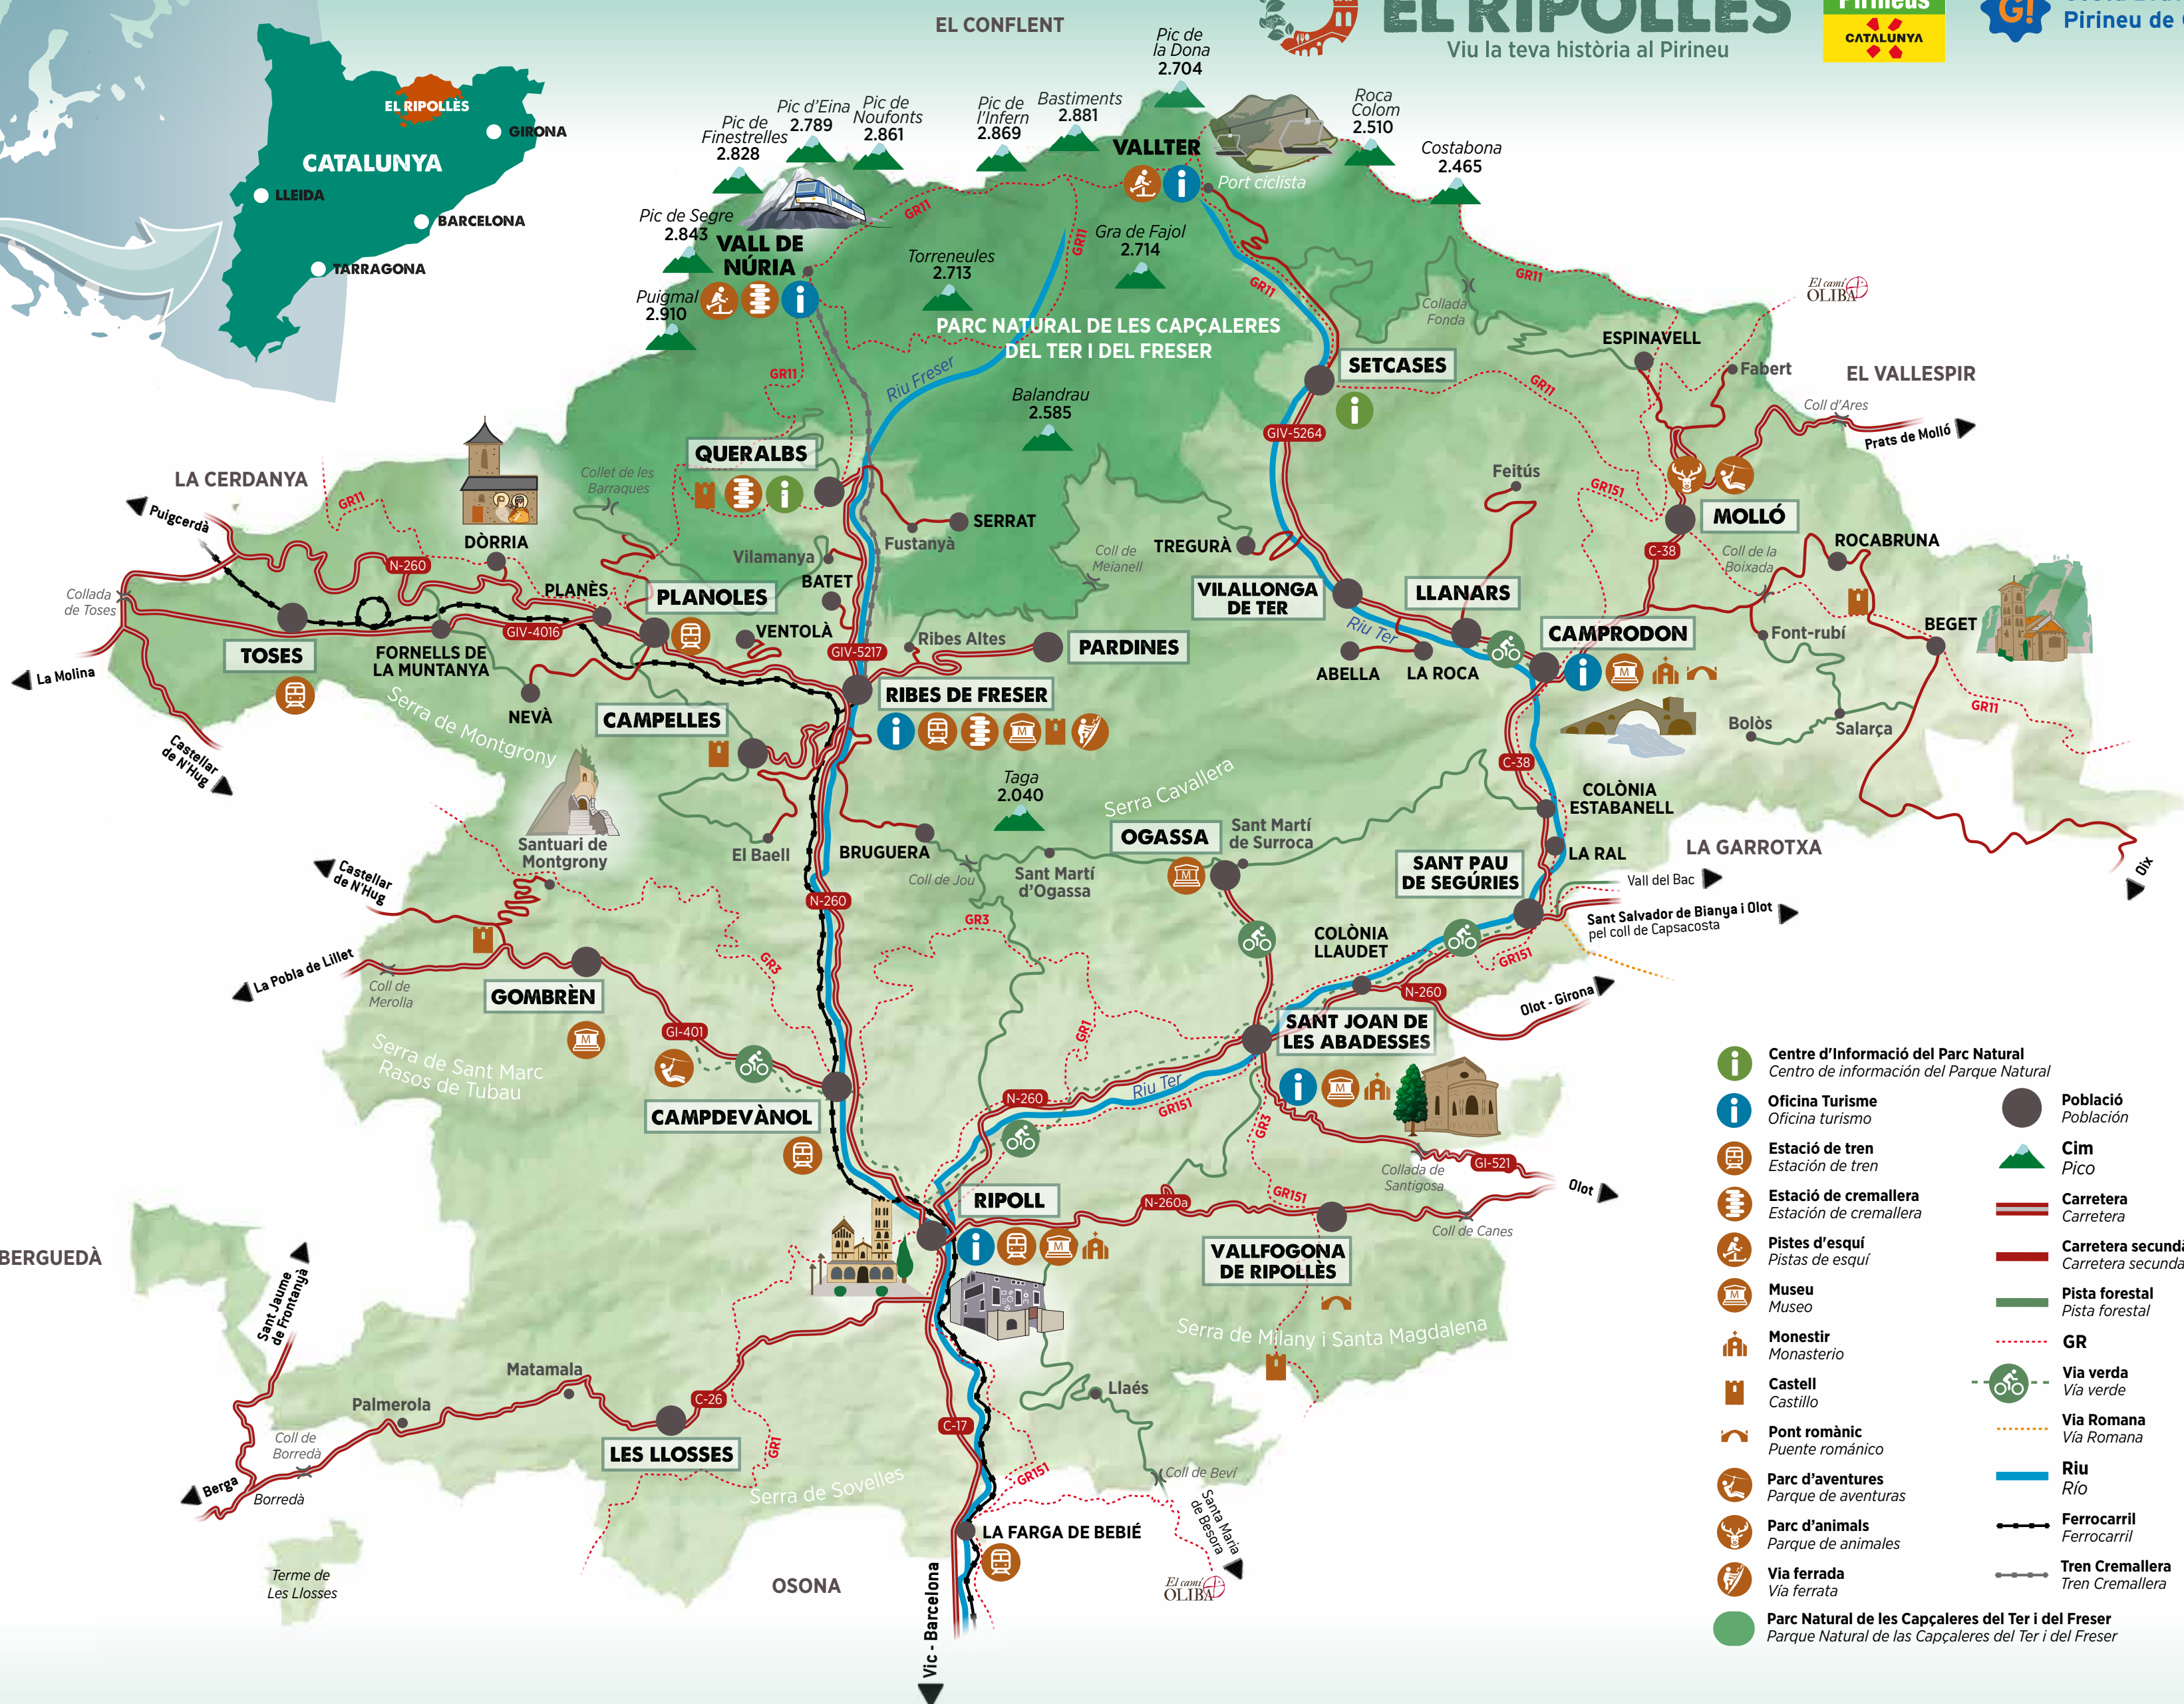 EL CONFLENT
EL RIPOLLÈS
Viu la teva història al Pirineu
Pirineus
CATALUNYA
G!
Pirineu de
EL RIPOLLÈS
GIRONA
CATALUNYA
LLEIDA
BARCELONA
TARRAGONA
Pic de
la Dona
2.704
Pic de
Finestrelles
2.828
Pic d'Eina
2.789
Pic de
Noufonts
2.861
Pic de
l'Infern
2.869
Bastiments
2.881
VALLTER
Port ciclista
Roca
Colom
2.510
Costabona
2.465
Pic de Segre
2.843
VALL DE
NÚRIA
Puigmal
2.910
GR11
Torreneules
2.713
GR11
Gra de Fajol
2.714
GR11
PARC NATURAL DE LES CAPÇALERES
DEL TER I DEL FRESER
Collada
Fonda
GR11
El camí
OLIBA
ESPINAVELL
Fabert
EL VALLESPIR
Coll d'Ares
Prats de Molló
SETCASES
GR11
GIV-5264
GR11
Riu Freser
Balandrau
2.585
QUERALBS
Collet de les
Barraques
SERRAT
Fustanyà
Vilamanya
BATET
LA CERDANYA
Puigcerdà
GR11
DÒRRIA
N-260
Collada
de Toses
PLANÈS
PLANOLES
VENTOLÀ
GIV-4016
TOSES
FORNELLS DE
LA MUNTANYA
La Molina
Castellar
de N'Hug
NEVÀ
Serra de Montgrony
CAMPELLES
GIV-5217
Ribes Altes
PARDINES
RIBES DE FRESER
Coll de
Meianell
TREGURÀ
VILALLONGA
DE TER
Riu Ter
LLANARS
Feitús
GR151
MOLLÓ
C-38
Coll de la
Boixada
ROCABRUNA
ABELLA
LA ROCA
CAMPRODON
Font-rubí
BEGET
Bolòs
Salarça
GR11
C-38
COLÒNIA
ESTABANELL
LA RAL
LA GARROTXA
Oix
Santuari de
Montgrony
El Baell
BRUGUERA
Taga
2.040
Coll de Jou
Sant Martí
d'Ogassa
Serra Cavallera
OGASSA
Sant Martí
de Surroca
SANT PAU
DE SEGÚRIES
Vall del Bac
Sant Salvador de Bianya i Olot
pel coll de Capsacosta
Castellar
de N'Hug
La Pobla de Lillet
Coll de
Merolla
GOMBRÈN
N-260
GR3
GR3
COLÒNIA
LLAUDET
GR151
N-260
Olot - Girona
GI-401
Serra de Sant Marc
Rasos de Tubau
GR1
SANT JOAN DE
LES ABADESSES
CAMPDEVÀNOL
N-260
Riu Ter
GR151
GR3
Collada de
Santigosa
GI-521
Olot
RIPOLL
N-260a
GR151
Coll de Canes
VALLFOGONA
DE RIPOLLÈS
BERGUEDÀ
Sant Jaume
de Frontanyà
Serra de Milany i Santa Magdalena
Matamala
Palmerola
C-26
Llaés
Coll de
Borredà
LES LLOSSES
GR1
C-17
Berga
Borredà
Serra de Sovelles
GR151
Coll de Beví
Santa Maria
de Besora
LA FARGA DE BEBIÉ
Terme de
Les Llosses
OSONA
Vic - Barcelona
El camí
OLIBA
Centre d'Informació del Parc Natural
Centro de información del Parque Natural
Oficina Turisme
Oficina turismo
Estació de tren
Estación de tren
Estació de cremallera
Estación de cremallera
Pistes d'esquí
Pistas de esquí
Museu
Museo
Monestir
Monasterio
Castell
Castillo
Pont romànic
Puente románico
Parc d'aventures
Parque de aventuras
Parc d'animals
Parque de animales
Via ferrada
Vía ferrata
Parc Natural de les Capçaleres del Ter i del Freser
Parque Natural de las Capçaleres del Ter i del Freser
Població
Población
Cim
Pico
Carretera
Carretera
Carretera secundà
Carretera secunda
Pista forestal
Pista forestal
GR
Via verda
Vía verde
Via Romana
Vía Romana
Riu
Río
Ferrocarril
Ferrocarril
Tren Cremallera
Tren Cremallera